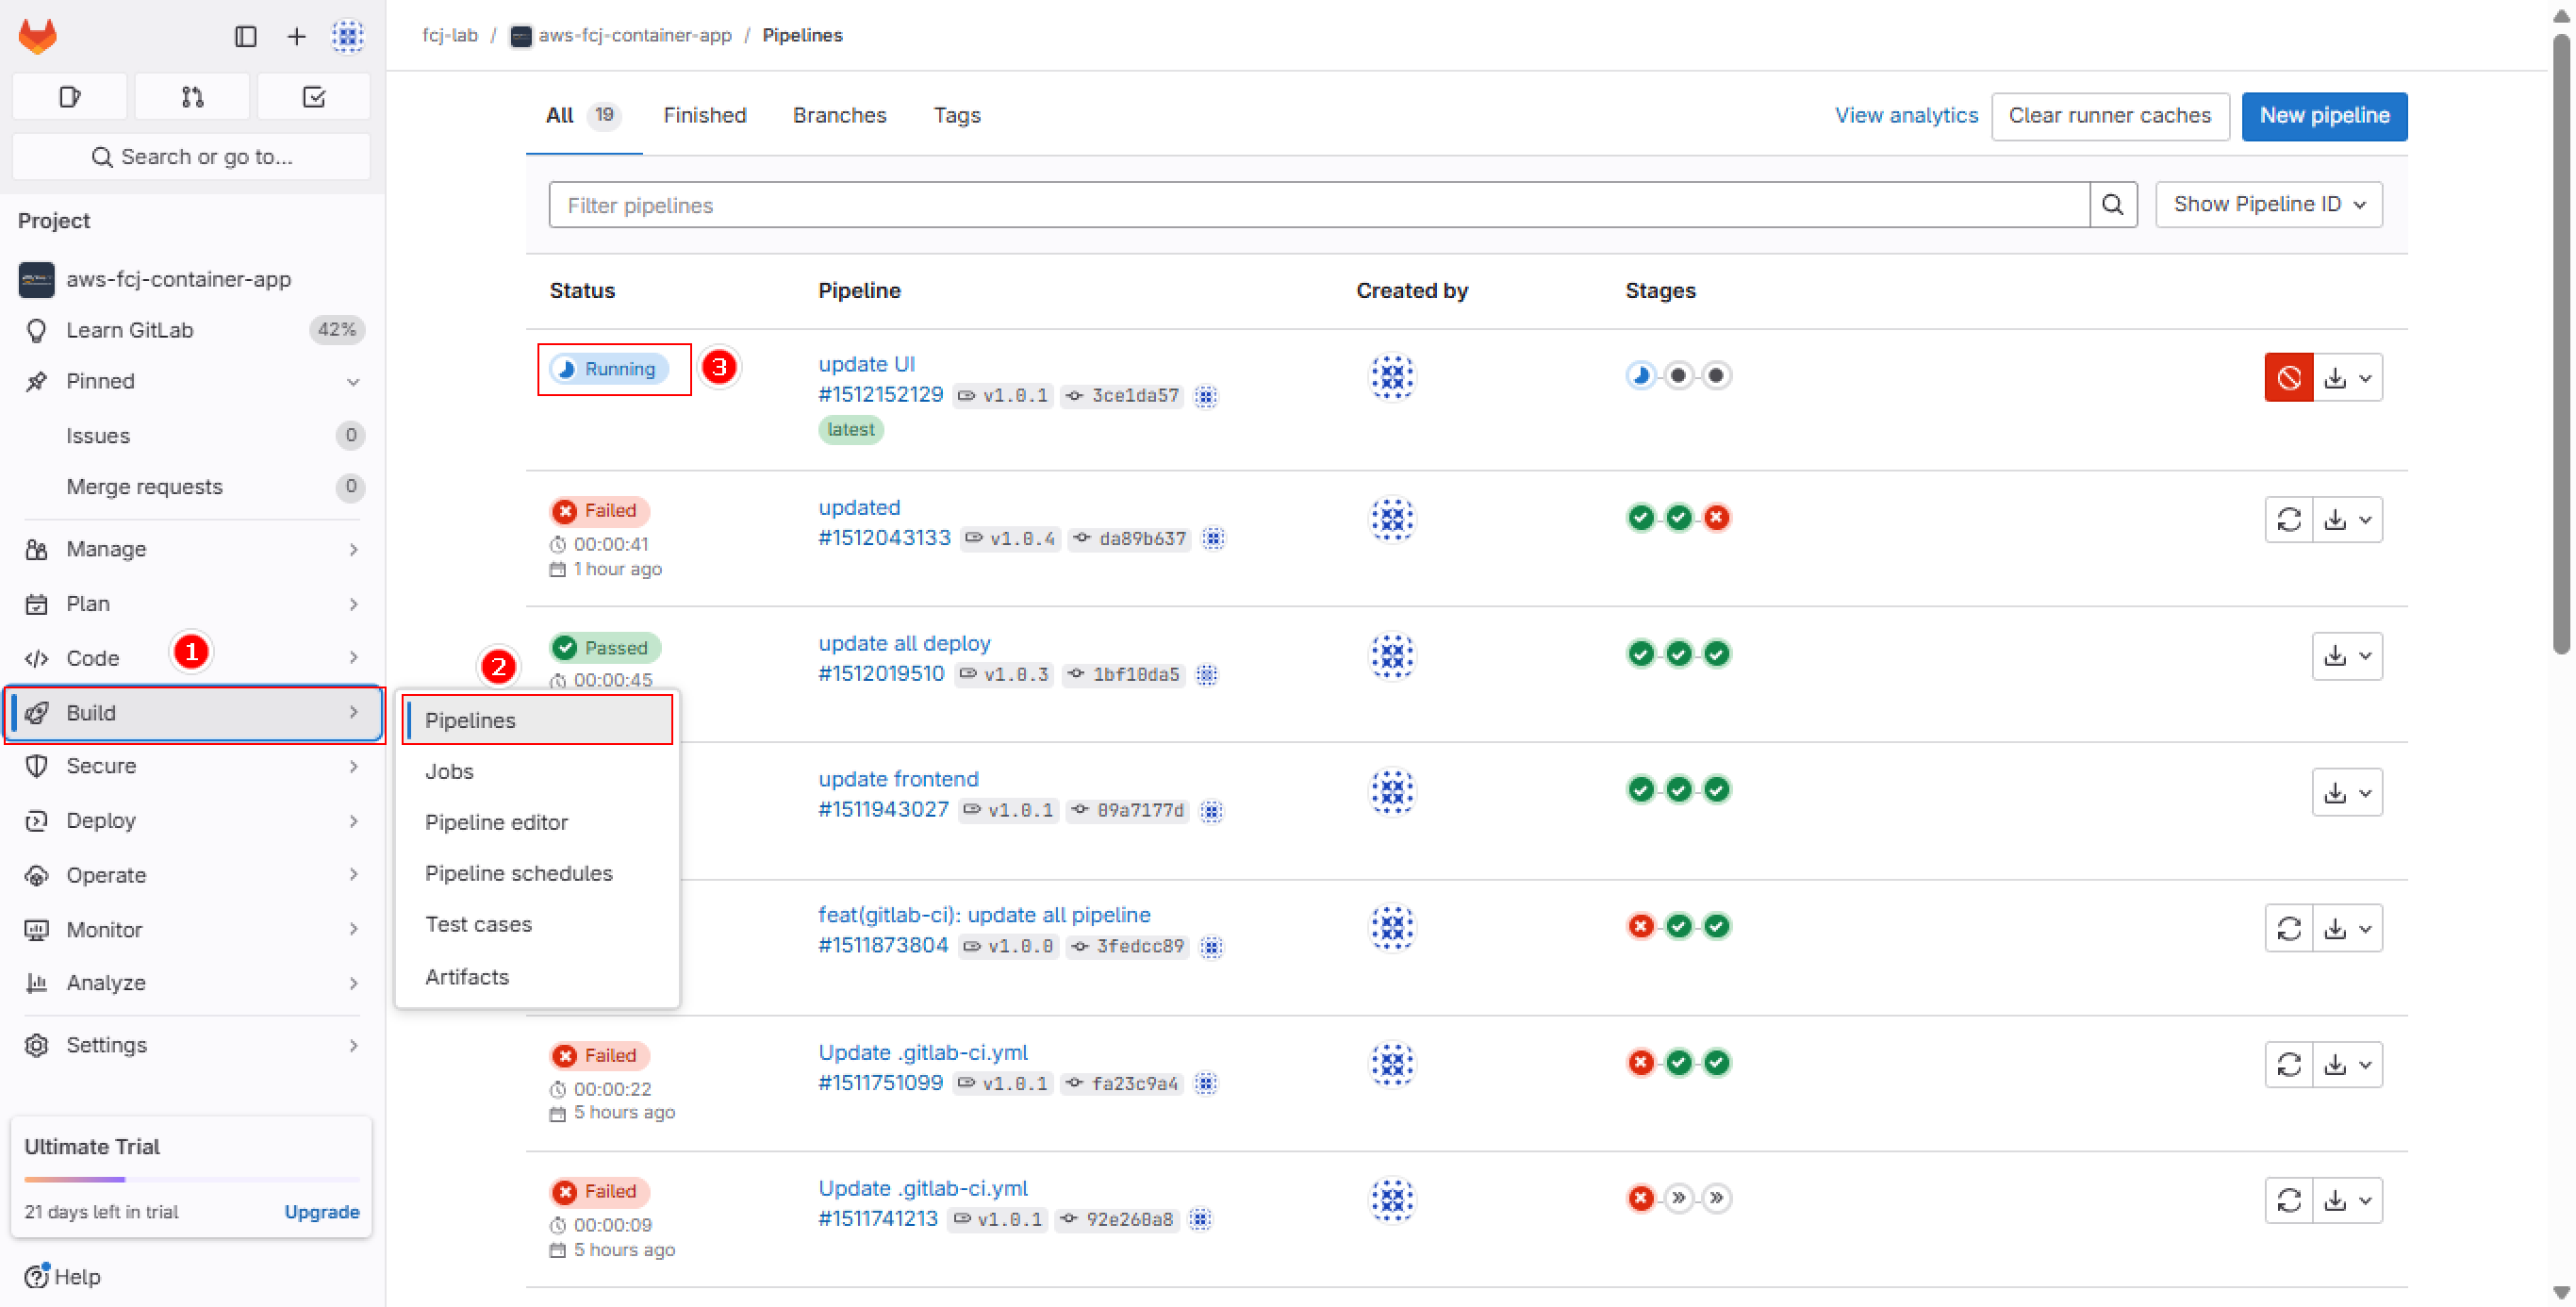 fcj-lab / aws-fcj-container-app / Pipelines
Search or go to...
Project
aws-fcj-container-app
Learn GitLab 42%
Pinned
Issues 0
Merge requests 0
Manage
Plan
Code 1
Build
Secure
Deploy
Operate
Monitor
Analyze
Settings
Ultimate Trial
21 days left in trial Upgrade
Help
2
Pipelines
Jobs
Pipeline editor
Pipeline schedules
Test cases
Artifacts
All 19 Finished Branches Tags View analytics Clear runner caches New pipeline
Filter pipelines Show Pipeline ID
Status Pipeline Created by Stages
Running 3 update UI
#1512152129 v1.0.1 3ce1da57
latest
Failed updated
00:00:41 #1512043133 v1.0.4 da89b637
1 hour ago
Passed update all deploy
00:00:45 #1512019510 v1.0.3 1bf10da5
update frontend
#1511943027 v1.0.1 09a7177d
feat(gitlab-ci): update all pipeline
#1511873804 v1.0.0 3fedcc89
Failed Update .gitlab-ci.yml
00:00:22 #1511751099 v1.0.1 fa23c9a4
5 hours ago
Failed Update .gitlab-ci.yml
00:00:09 #1511741213 v1.0.1 92e260a8
5 hours ago